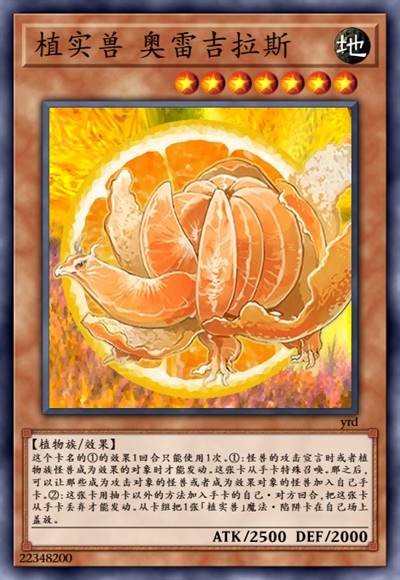 植实兽 奥雷吉拉斯
地
yrd
【植物族/效果】
这个卡名的①的效果1回合只能使用1次。①：怪兽的攻击宣言时或者植
物族怪兽成为效果的对象时才能发动。这张卡从手卡特殊召唤。那之后，
可以让那些成为攻击对象的怪兽或者成为效果对象的怪兽加入自己手
卡。②：这张卡用抽卡以外的方法加入手卡的自己·对方回合，把这张卡
从手卡丢弃才能发动。从卡组把1张「植实兽」魔法·陷阱卡在自己场上
盖放。
ATK/2500 DEF/2000
22348200